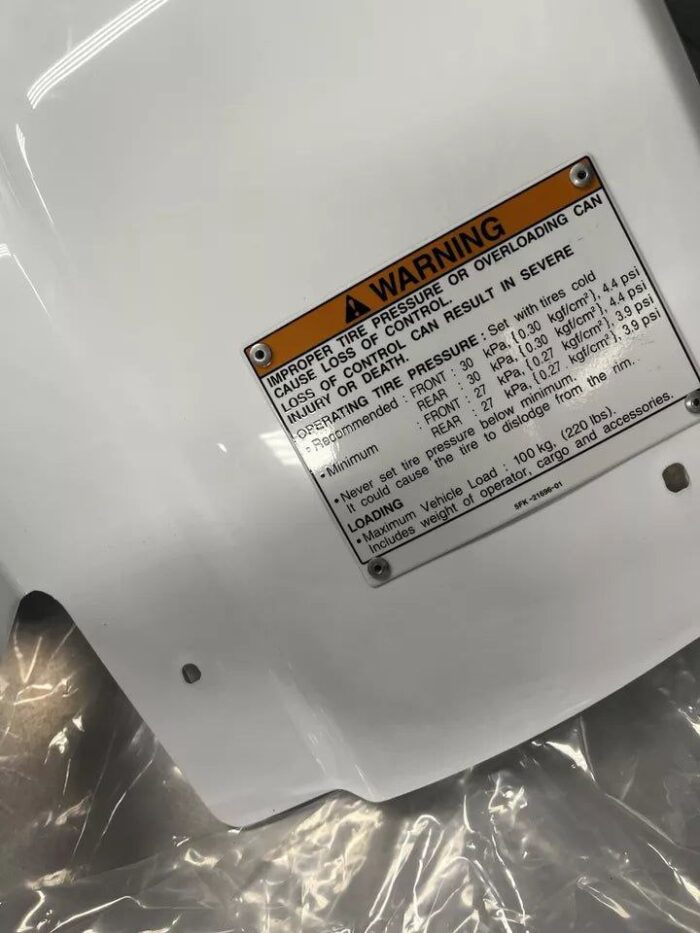 WARNING
IMPROPER TIRE PRESSURE OR OVERLOADING CAN
CAUSE LOSS OF CONTROL.
LOSS OF CONTROL CAN RESULT IN SEVERE
INJURY OR DEATH.
OPERATING TIRE PRESSURE : Set with tires cold
• Recommended : FRONT : 30 kPa, {0.30 kgf/cm²}, 4.4 psi
REAR : 30 kPa, {0.30 kgf/cm²}, 4.4 psi
• Minimum : FRONT : 27 kPa, {0.27 kgf/cm²}, 3.9 psi
REAR : 27 kPa, {0.27 kgf/cm²}, 3.9 psi
• Never set tire pressure below minimum.
It could cause the tire to dislodge from the rim.
LOADING
• Maximum Vehicle Load : 100 kg, (220 lbs).
Includes weight of operator, cargo and accessories.
5FK-21696-01